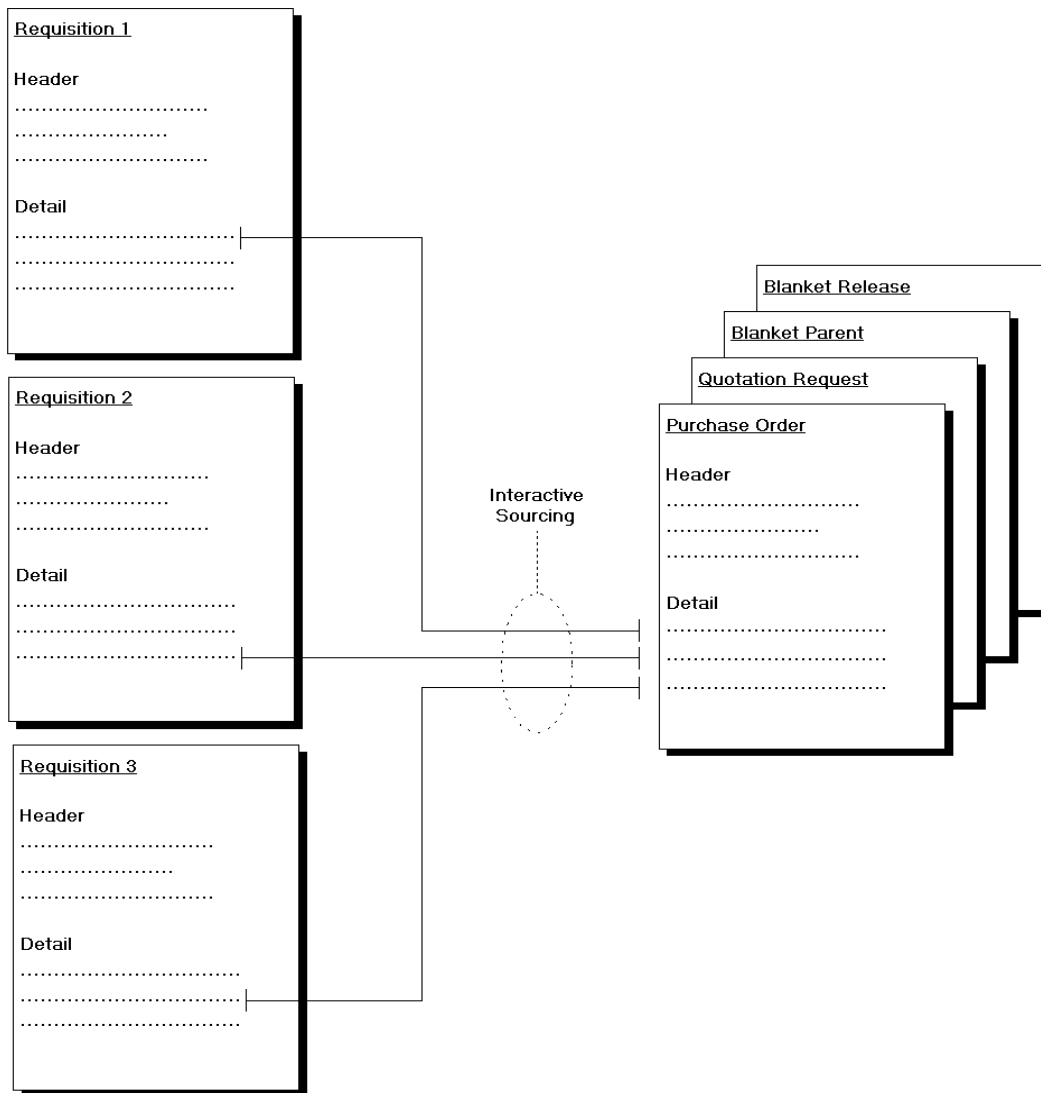 Requisition 1
Header
Detail
Requisition 2
Header
Detail
Requisition 3
Header
Detail
Interactive
Sourcing
Blanket Release
Blanket Parent
Quotation Request
Purchase Order
Header
Detail